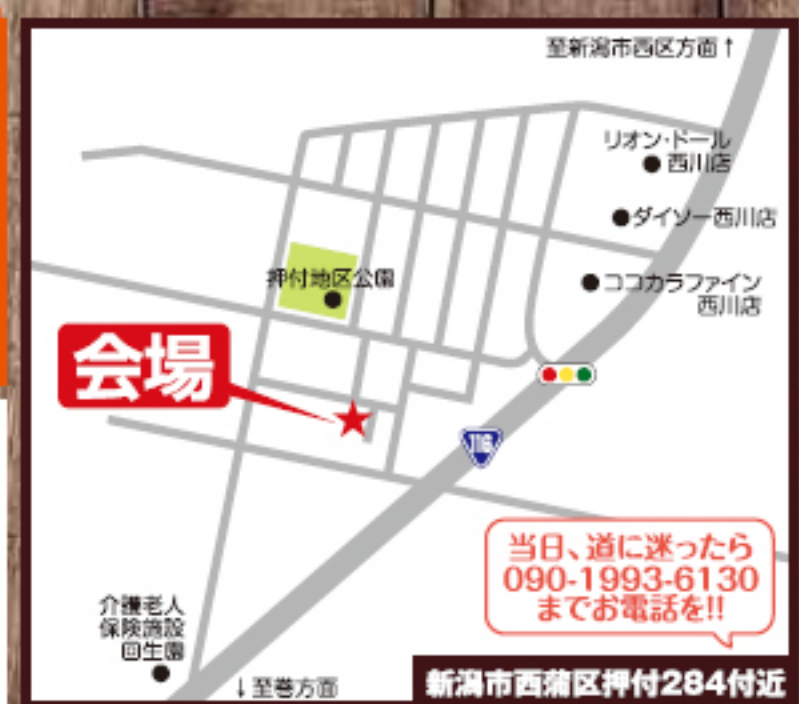 至新潟市西区方面↑
リオン・ドール
西川店
ダイソー西川店
ココカラファイン
西川店
押付地区公園
会場
116
当日、道に迷ったら
090-1993-6130
までお電話を!!
介護老人
保険施設
回生園
↓至巻方面
新潟市西蒲区押付284付近